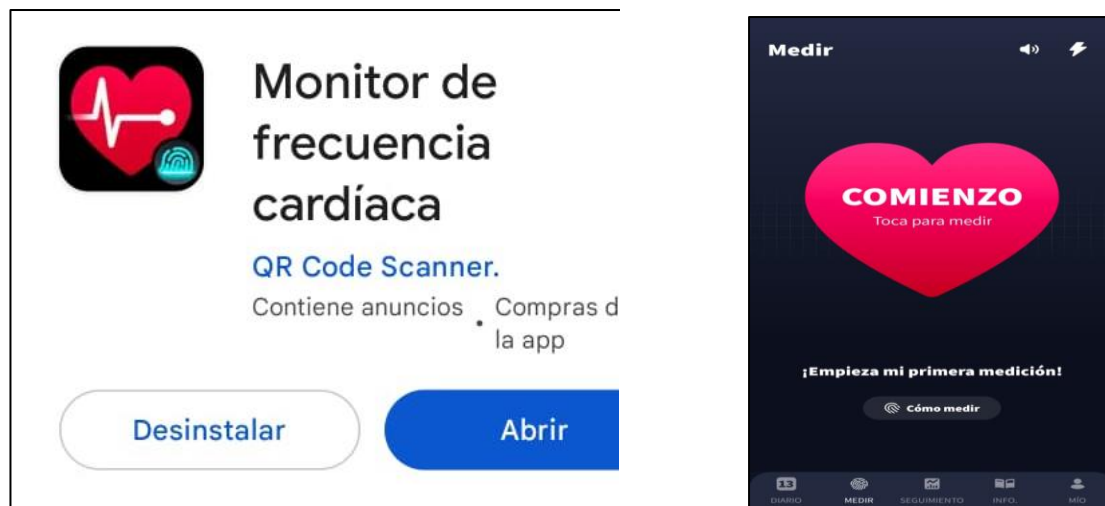 Monitor de
frecuencia
cardíaca
QR Code Scanner.
Contiene anuncios . Compras d
la app
Desinstalar
Abrir
Medir
COMIENZO
Toca para medir
¡Empieza mi primera medición!
Cómo medir
13
DIARIO
MEDIR
SEGUIMIENTO
INFO.
MÍO